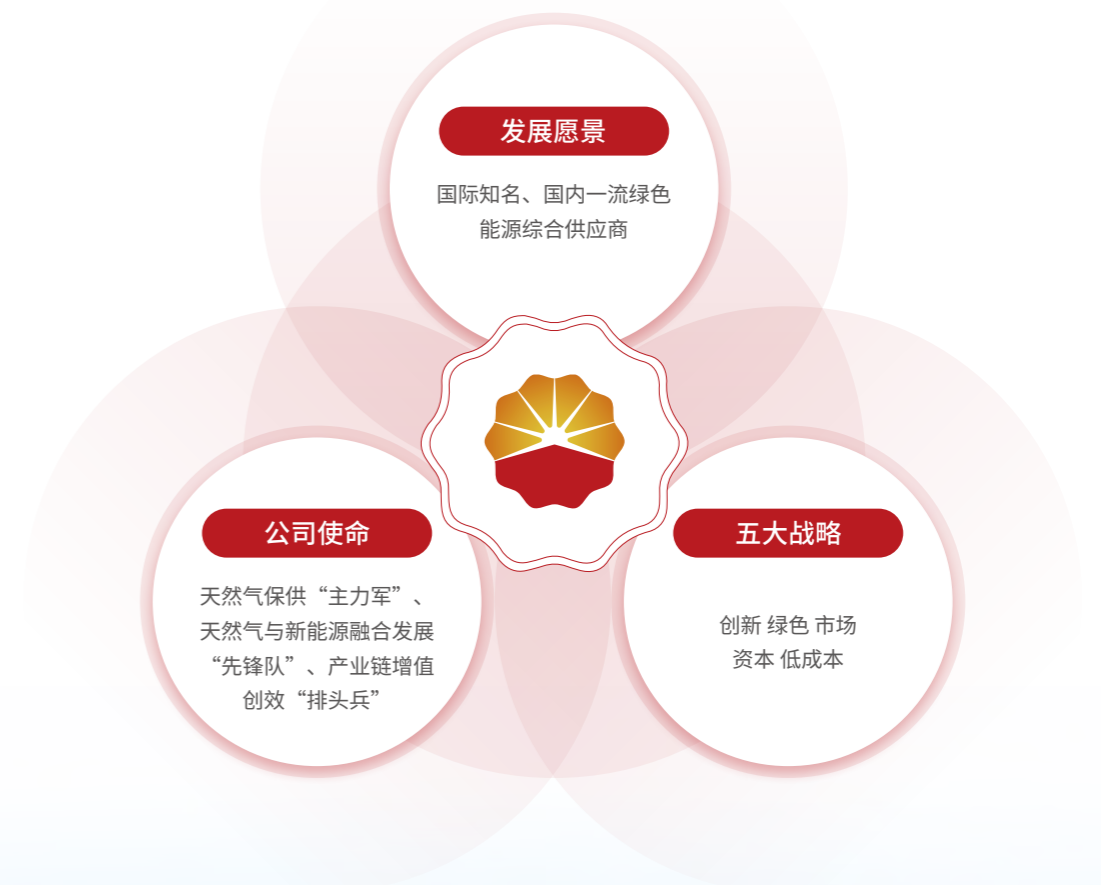 发展愿景
国际知名、国内一流绿色
能源综合供应商
公司使命
天然气保供“主力军”、
天然气与新能源融合发展
“先锋队”、产业链增值
创效“排头兵”
五大战略
创新 绿色 市场
资本 低成本